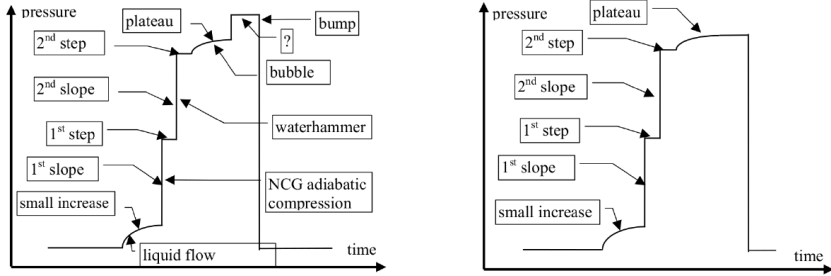 pressure
plateau
bump
2nd step
?
bubble
2nd slope
waterhammer
1st step
1st slope
NCG adiabatic
compression
small increase
liquid flow
time
pressure
plateau
2nd step
2nd slope
1st step
1st slope
small increase
time